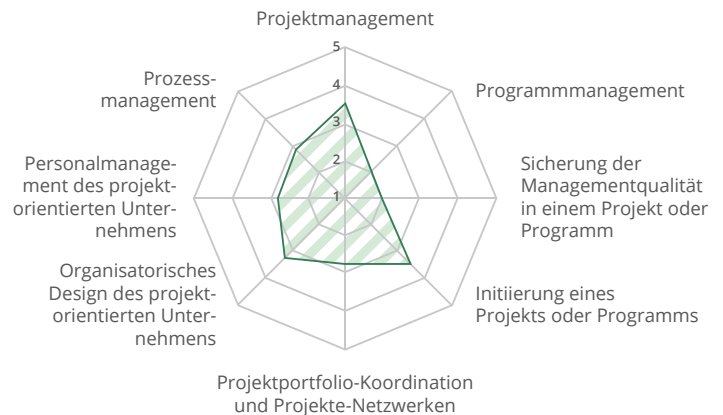 Projektmanagement
5
4
3
2
1
Programmmanagement
Sicherung der
Managementqualität
in einem Projekt oder
Programm
Initiierung eines
Projekts oder Programms
Projektportfolio-Koordination
und Projekte-Netzwerken
Organisatorisches
Design des projekt-
orientierten Unter-
nehmens
Personalmanage-
ment des projekt-
orientierten Unter-
nehmens
Prozess-
management